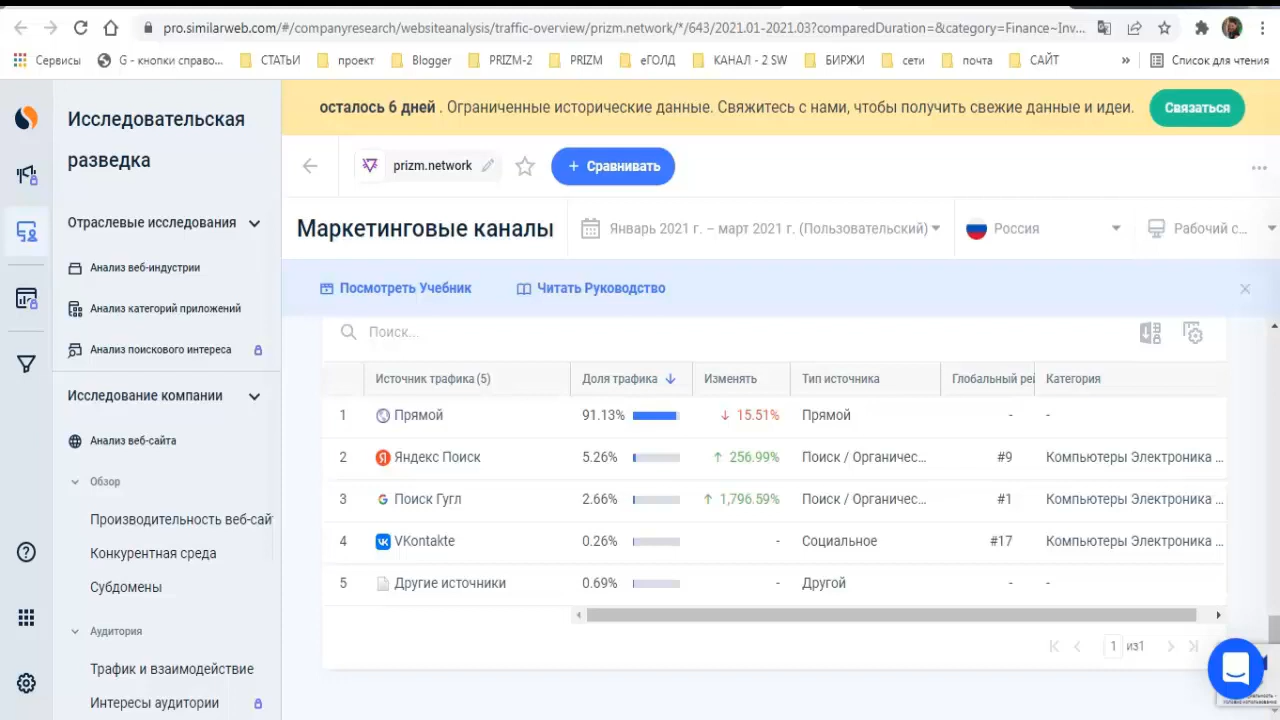 pro.similarweb.com/#/companyresearch/websiteanalysis/traffic-overview/prizm.network/*/643/2021.01-2021.03?comparedDuration=&category=Finance~Inv...
Сервисы G - кнопки справо... СТАТЬИ проект Blogger PRIZM-2 PRIZM еГОЛД КАНАЛ - 2 SW БИРЖИ сети почта САЙТ » Список для чтения
осталось 6 дней . Ограниченные исторические данные. Свяжитесь с нами, чтобы получить свежие данные и идеи. Связаться
Исследовательская
разведка
Отраслевые исследования
Анализ веб-индустрии
Анализ категорий приложений
Анализ поискового интереса
Исследование компании
Анализ веб-сайта
Обзор
Производительность веб-сай
Конкурентная среда
Субдомены
Аудитория
Трафик и взаимодействие
Интересы аудитории
prizm.network + Сравнивать
Маркетинговые каналы Январь 2021 г. – март 2021 г. (Пользовательский) Россия Рабочий с...
Посмотреть Учебник Читать Руководство
Поиск...
Источник трафика (5) Доля трафика Изменять Тип источника Глобальный рей Категория
1 Прямой 91.13% ↓ 15.51% Прямой - -
2 Яндекс Поиск 5.26% ↑ 256.99% Поиск / Органичес... #9 Компьютеры Электроника ...
3 Поиск Гугл 2.66% ↑ 1,796.59% Поиск / Органичес... #1 Компьютеры Электроника ...
4 VKontakte 0.26% - Социальное #17 Компьютеры Электроника ...
5 Другие источники 0.69% - Другой - -
1 из1